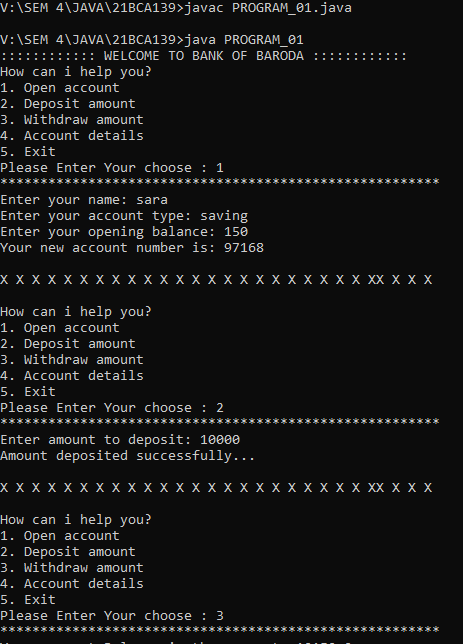 V:\SEM 4\JAVA\21BCA139>javac PROGRAM_01.java
V:\SEM 4\JAVA\21BCA139>java PROGRAM_01
:::::::::::: WELCOME TO BANK OF BARODA ::::::::::::
How can i help you?
1. Open account
2. Deposit amount
3. Withdraw amount
4. Account details
5. Exit
Please Enter Your choose : 1
*******************************************************
Enter your name: sara
Enter your account type: saving
Enter your opening balance: 150
Your new account number is: 97168
X X X X X X X X X X X X X X X X X X X X X X X XX X X X
How can i help you?
1. Open account
2. Deposit amount
3. Withdraw amount
4. Account details
5. Exit
Please Enter Your choose : 2
*******************************************************
Enter amount to deposit: 10000
Amount deposited successfully...
X X X X X X X X X X X X X X X X X X X X X X X XX X X X
How can i help you?
1. Open account
2. Deposit amount
3. Withdraw amount
4. Account details
5. Exit
Please Enter Your choose : 3
*******************************************************